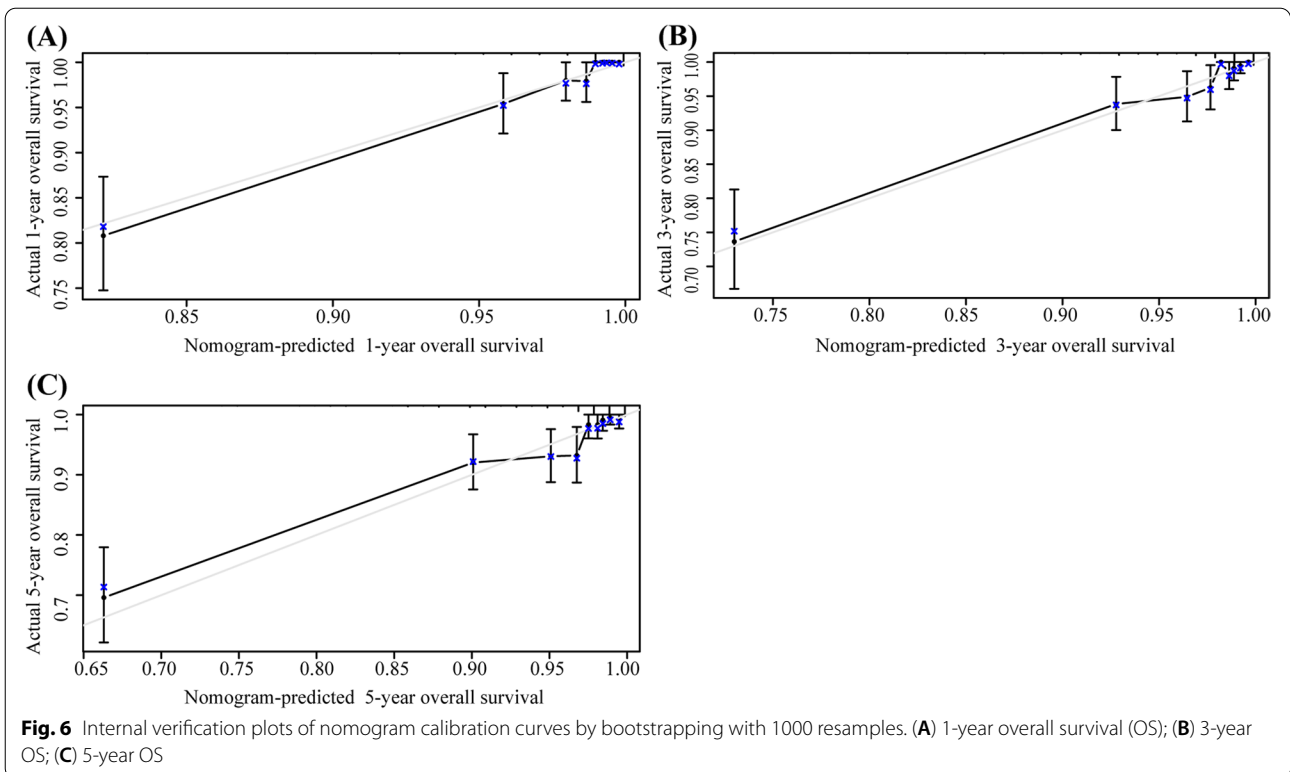 (A)
Actual 1-year overall survival
1.00
0.95
0.90
0.85
0.80
0.75
0.85 0.90 0.95 1.00
Nomogram-predicted 1-year overall survival
(B)
Actual 3-year overall survival
1.00
0.95
0.90
0.85
0.80
0.75
0.70
0.75 0.80 0.85 0.90 0.95 1.00
Nomogram-predicted 3-year overall survival
(C)
Actual 5-year overall survival
1.0
0.9
0.8
0.7
0.65 0.70 0.75 0.80 0.85 0.90 0.95 1.00
Nomogram-predicted 5-year overall survival
Fig. 6 Internal verification plots of nomogram calibration curves by bootstrapping with 1000 resamples. (A) 1-year overall survival (OS); (B) 3-year
OS; (C) 5-year OS